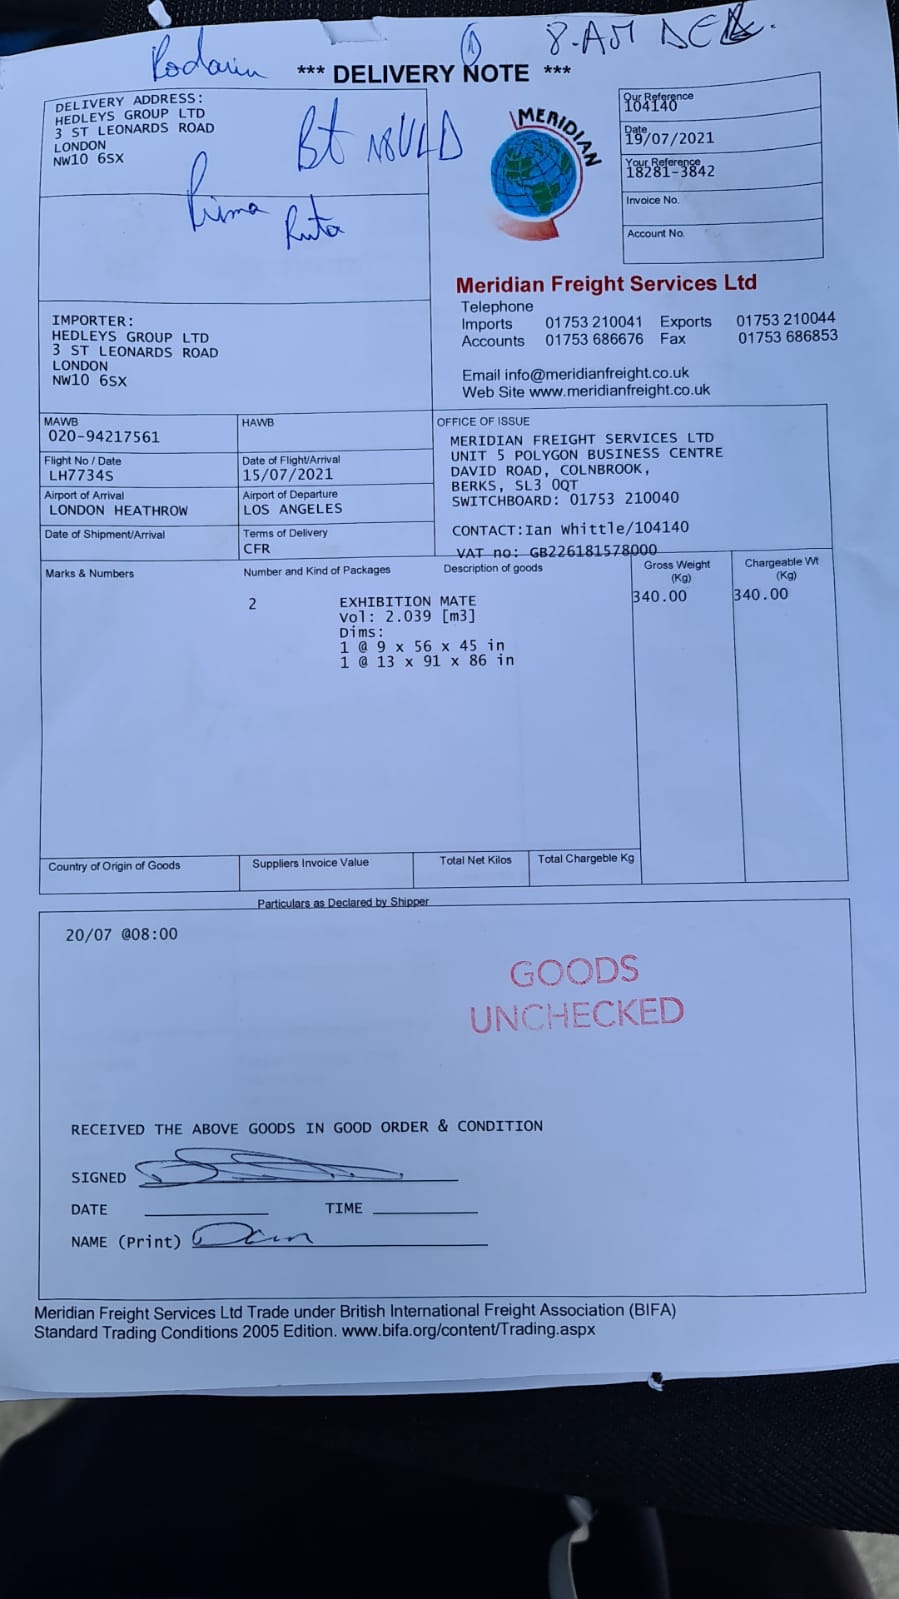 8-AM DEL.
*** DELIVERY NOTE ***
DELIVERY ADDRESS:
HEDLEYS GROUP LTD
3 ST LEONARDS ROAD
LONDON
NW10 6SX
Rima
Ruta
MERIDIAN
Our Reference
104140
Date
19/07/2021
Your Reference
18281-3842
Invoice No.
Account No.
Meridian Freight Services Ltd
Telephone
Imports 01753 210041 Exports 01753 210044
Accounts 01753 686676 Fax 01753 686853
Email info@meridianfreight.co.uk
Web Site www.meridianfreight.co.uk
IMPORTER:
HEDLEYS GROUP LTD
3 ST LEONARDS ROAD
LONDON
NW10 6SX
MAWB
020-94217561
HAWB
Flight No / Date
LH7734S
Date of Flight/Arrival
15/07/2021
Airport of Arrival
LONDON HEATHROW
Airport of Departure
LOS ANGELES
Date of Shipment/Arrival
Terms of Delivery
CFR
OFFICE OF ISSUE
MERIDIAN FREIGHT SERVICES LTD
UNIT 5 POLYGON BUSINESS CENTRE
DAVID ROAD, COLNBROOK,
BERKS, SL3 0QT
SWITCHBOARD: 01753 210040
CONTACT:Ian Whittle/104140
VAT no: GB226181578000
Marks & Numbers Number and Kind of Packages Description of goods Gross Weight (Kg) Chargeable Wt (Kg)
2 EXHIBITION MATE 340.00 340.00
Vol: 2.039 [m3]
Dims:
1 @ 9 x 56 x 45 in
1 @ 13 x 91 x 86 in
Country of Origin of Goods Suppliers Invoice Value Total Net Kilos Total Chargeble Kg
Particulars as Declared by Shipper
20/07 @08:00
GOODS
UNCHECKED
RECEIVED THE ABOVE GOODS IN GOOD ORDER & CONDITION
SIGNED
DATE TIME
NAME (Print)
Meridian Freight Services Ltd Trade under British International Freight Association (BIFA)
Standard Trading Conditions 2005 Edition. www.bifa.org/content/Trading.aspx